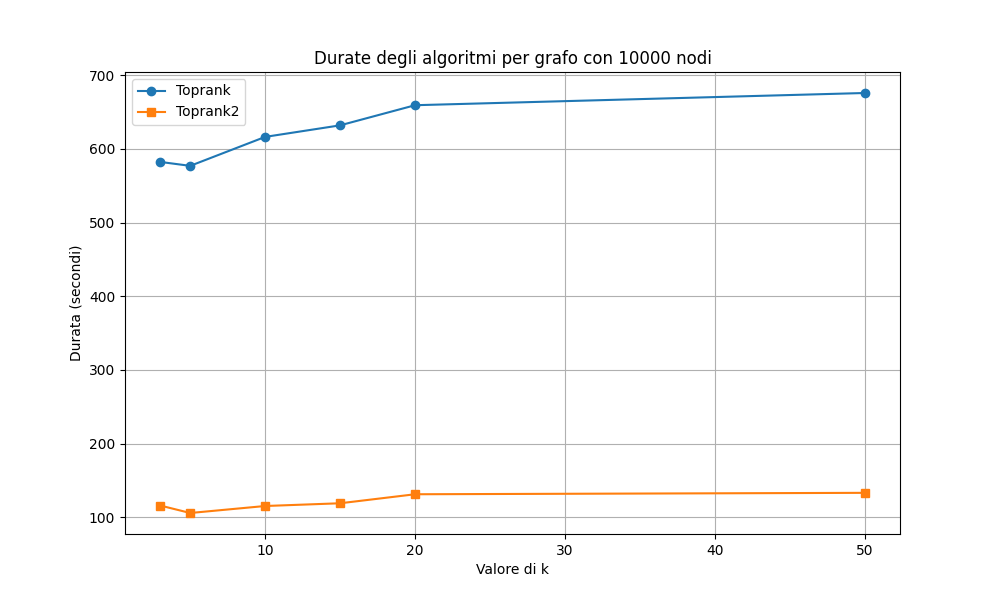 Durate degli algoritmi per grafo con 10000 nodi
Toprank
Toprank2
700
600
500
400
300
200
100
Durata (secondi)
10
20
30
40
50
Valore di k